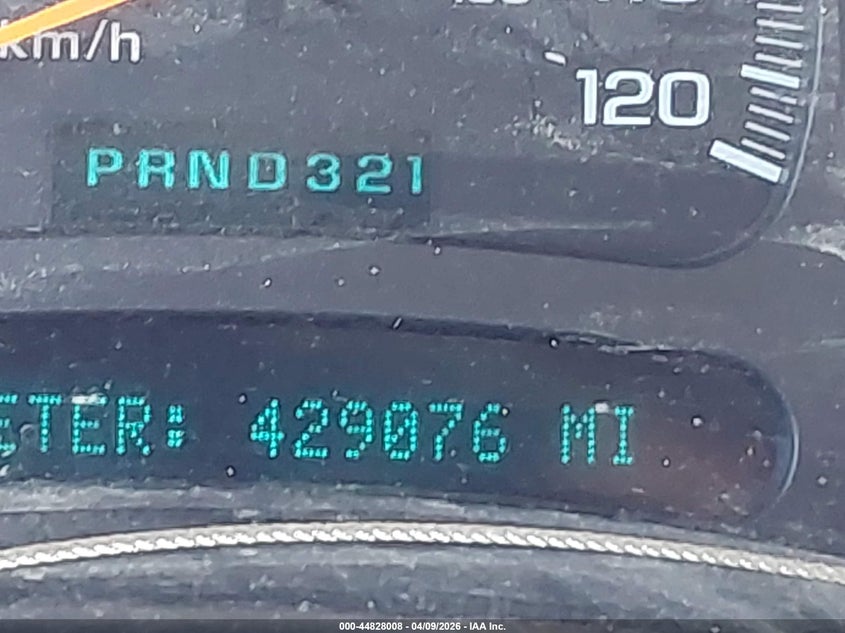 km/h
120
PRND321
ETER: 429076 MI
000-44828008 - 04/09/2026 - IAA Inc.